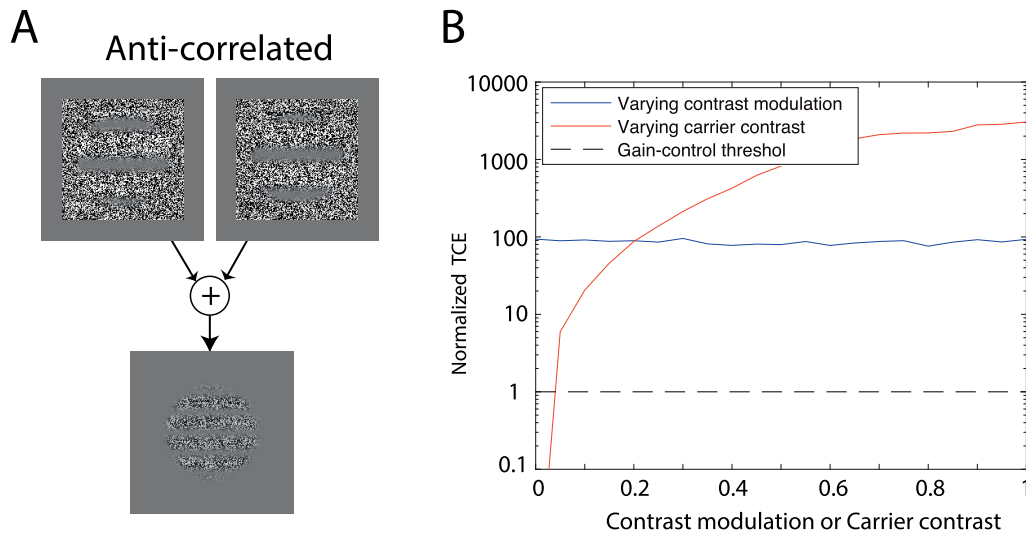 A
Anti-correlated
+
B
10000
1000
100
10
1
0.1
Normalized TCE
Varying contrast modulation
Varying carrier contrast
Gain-control threshol
0 0.2 0.4 0.6 0.8 1
Contrast modulation or Carrier contrast